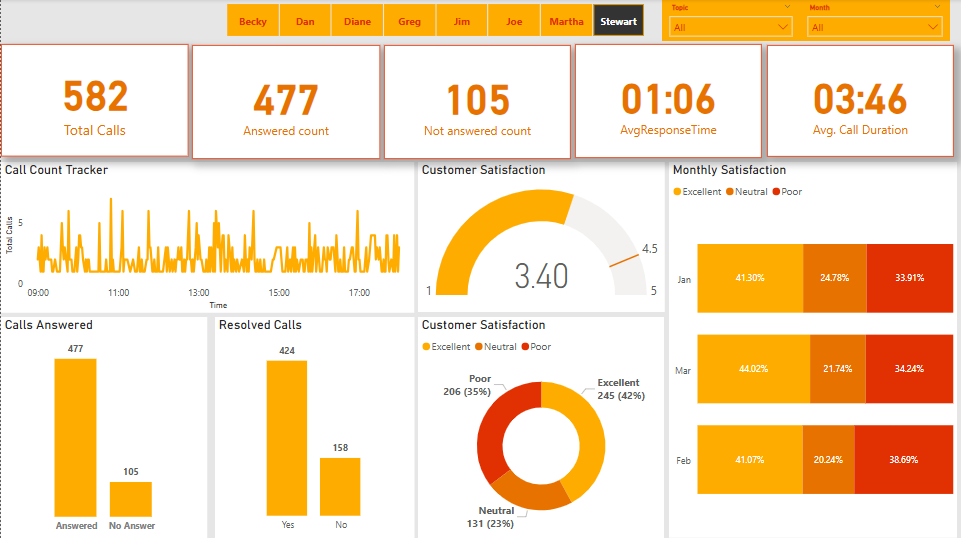 Becky Dan Diane Greg Jim Joe Martha Stewart
Topic Month
All All
582 477 105 01:06 03:46
Total Calls Answered count Not answered count AvgResponseTime Avg. Call Duration
Call Count Tracker
Total Calls
5
0
09:00 11:00 13:00 15:00 17:00
Time
Customer Satisfaction
4.5
3.40
1 5
Monthly Satisfaction
Excellent Neutral Poor
Jan 41.30% 24.78% 33.91%
Mar 44.02% 21.74% 34.24%
Feb 41.07% 20.24% 38.69%
Calls Answered
477
105
Answered No Answer
Resolved Calls
424
158
Yes No
Customer Satisfaction
Excellent Neutral Poor
Poor
206 (35%)
Excellent
245 (42%)
Neutral
131 (23%)